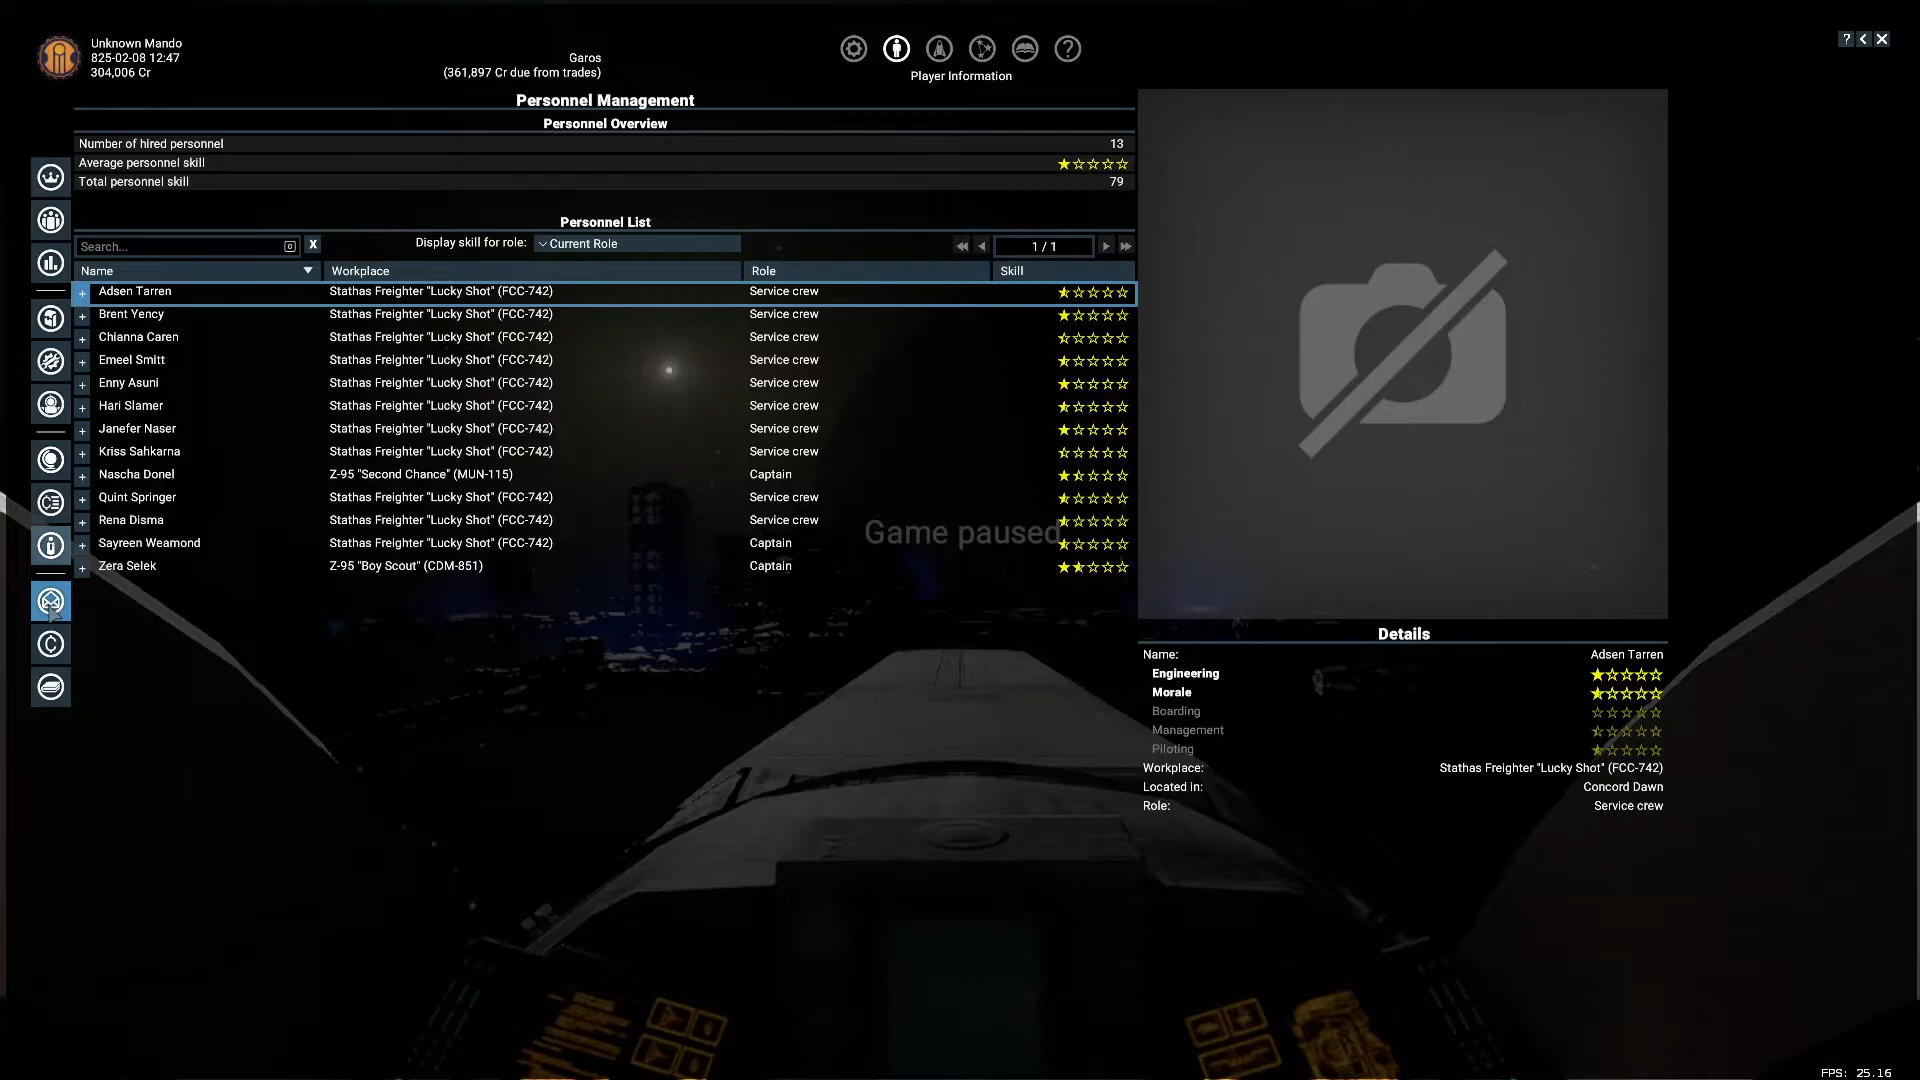 Unknown Mando
825-02-08 12:47
304,006 Cr
Garos
(361,897 Cr due from trades)
Player Information
? < X
Personnel Management
Personnel Overview
Number of hired personnel 13
Average personnel skill
Total personnel skill 79
Personnel List
Search... X Display skill for role: Current Role 1 / 1
Name Workplace Role Skill
+ Adsen Tarren Stathas Freighter "Lucky Shot" (FCC-742) Service crew
+ Brent Yency Stathas Freighter "Lucky Shot" (FCC-742) Service crew
+ Chianna Caren Stathas Freighter "Lucky Shot" (FCC-742) Service crew
+ Emeel Smitt Stathas Freighter "Lucky Shot" (FCC-742) Service crew
+ Enny Asuni Stathas Freighter "Lucky Shot" (FCC-742) Service crew
+ Hari Slamer Stathas Freighter "Lucky Shot" (FCC-742) Service crew
+ Janefer Naser Stathas Freighter "Lucky Shot" (FCC-742) Service crew
+ Kriss Sahkarna Stathas Freighter "Lucky Shot" (FCC-742) Service crew
+ Nascha Donel Z-95 "Second Chance" (MUN-115) Captain
+ Quint Springer Stathas Freighter "Lucky Shot" (FCC-742) Service crew
+ Rena Disma Stathas Freighter "Lucky Shot" (FCC-742) Service crew
+ Sayreen Weamond Stathas Freighter "Lucky Shot" (FCC-742) Captain
+ Zera Selek Z-95 "Boy Scout" (CDM-851) Captain
Game paused
Details
Name: Adsen Tarren
Engineering
Morale
Boarding
Management
Piloting
Workplace: Stathas Freighter "Lucky Shot" (FCC-742)
Located in: Concord Dawn
Role: Service crew
FPS: 25.16